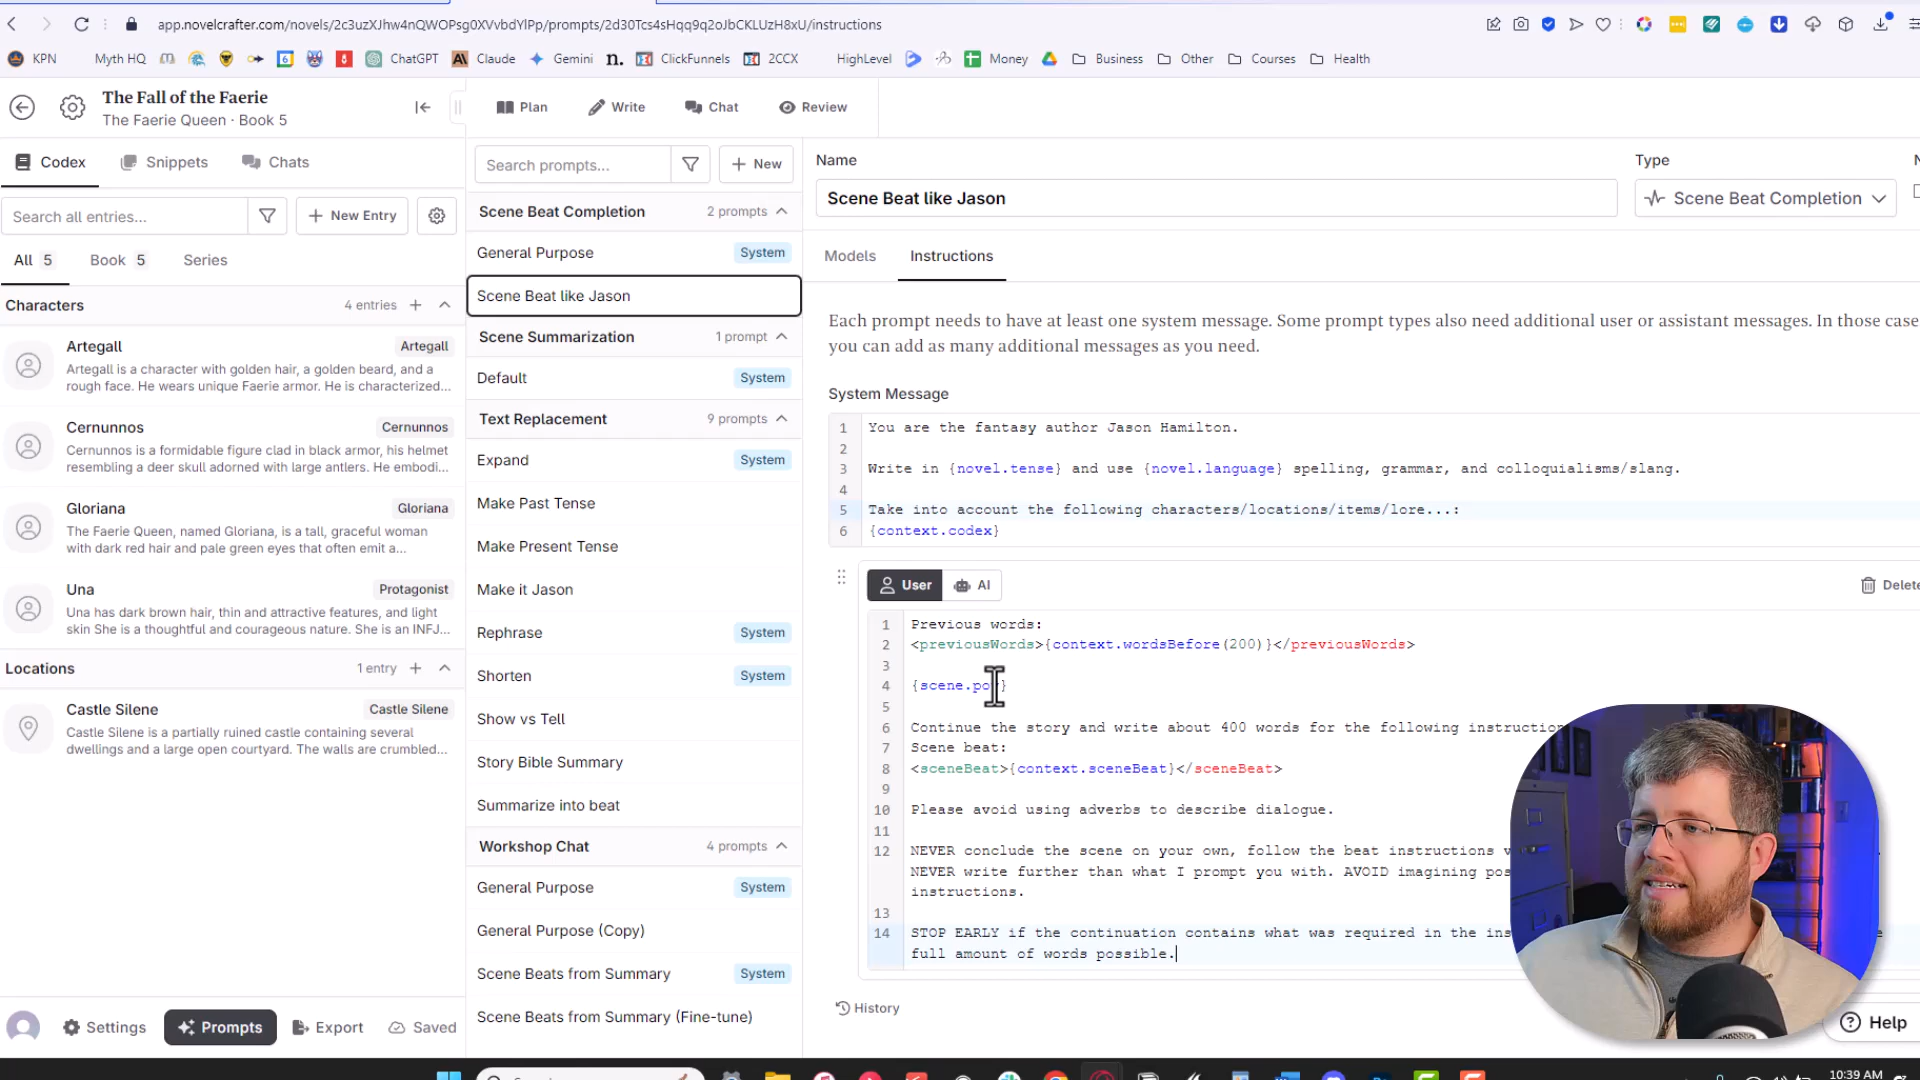 app.novelcrafter.com/novels/2c3uzXJhw4nQWOPsg0XVvbdYlPp/prompts/2d30Tcs4sHqq9q2oJbCKLUzH8xU/instructions
KPN Myth HQ 6 ChatGPT Claude Gemini n. ClickFunnels 2CCX HighLevel Money Business Other Courses Health
The Fall of the Faerie
The Faerie Queen · Book 5
Plan Write Chat Review
Codex Snippets Chats
Search all entries...
New Entry
All 5 Book 5 Series
Characters 4 entries
Artegall Artegall
Artegall is a character with golden hair, a golden beard, and a
rough face. He wears unique Faerie armor. He is characterized...
Cernunnos Cernunnos
Cernunnos is a formidable figure clad in black armor, his helmet
resembling a deer skull adorned with large antlers. He embodi...
Gloriana Gloriana
The Faerie Queen, named Gloriana, is a tall, graceful woman
with dark red hair and pale green eyes that often emit a...
Una Protagonist
Una has dark brown hair, thin and attractive features, and light
skin She is a thoughtful and courageous nature. She is an INFJ...
Locations 1 entry
Castle Silene Castle Silene
Castle Silene is a partially ruined castle containing several
dwellings and a large open courtyard. The walls are crumbled...
Settings Prompts Export Saved
Search prompts...
New
Scene Beat Completion 2 prompts
General Purpose System
Scene Beat like Jason
Scene Summarization 1 prompt
Default System
Text Replacement 9 prompts
Expand System
Make Past Tense
Make Present Tense
Make it Jason
Rephrase System
Shorten System
Show vs Tell
Story Bible Summary
Summarize into beat
Workshop Chat 4 prompts
General Purpose System
General Purpose (Copy)
Scene Beats from Summary System
Scene Beats from Summary (Fine-tune)
Name
Scene Beat like Jason
Type
Scene Beat Completion
Models Instructions
Each prompt needs to have at least one system message. Some prompt types also need additional user or assistant messages. In those case
you can add as many additional messages as you need.
System Message
1 You are the fantasy author Jason Hamilton.
2
3 Write in {novel.tense} and use {novel.language} spelling, grammar, and colloquialisms/slang.
4
5 Take into account the following characters/locations/items/lore...:
6 {context.codex}
User AI
Delete
1 Previous words:
2 <previousWords>{context.wordsBefore(200)}</previousWords>
3
4 {scene.pov}
5
6 Continue the story and write about 400 words for the following instruction
7 Scene beat:
8 <sceneBeat>{context.sceneBeat}</sceneBeat>
9
10 Please avoid using adverbs to describe dialogue.
11
12 NEVER conclude the scene on your own, follow the beat instructions
NEVER write further than what I prompt you with. AVOID imagining
instructions.
13
14 STOP EARLY if the continuation contains what was required in the
full amount of words possible.
History
Help
10:39 AM